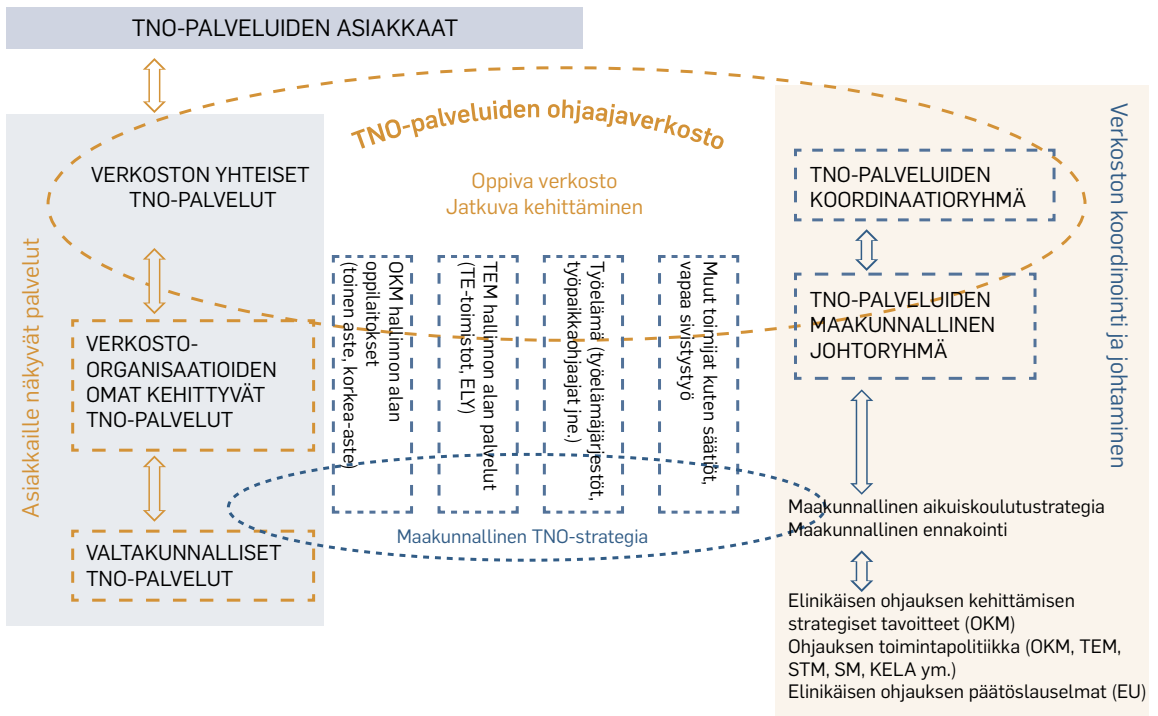 TNO-PALVELUIDEN ASIAKKAAT
Asiakkaille näkyvät palvelut
VERKOSTON YHTEISET
TNO-PALVELUT
VERKOSTO-
ORGANISAATIOIDEN
OMAT KEHITTYVÄT
TNO-PALVELUT
VALTAKUNNALLISET
TNO-PALVELUT
TNO-palveluiden ohjaajaverkosto
Oppiva verkosto
Jatkuva kehittäminen
OKM hallinnon alan
oppilaitokset
(toinen aste, korkea-aste)
TEM hallinnon alan palvelut
(TE-toimistot, ELY)
Työelämä (työelämäjärjestöt,
työpaikkaohjaajat jne.)
Muut toimijat kuten säätiöt,
vapaa sivistystyö
Maakunnallinen TNO-strategia
Verkoston koordinointi ja johtaminen
TNO-PALVELUIDEN
KOORDINAATIORYHMÄ
TNO-PALVELUIDEN
MAAKUNNALLINEN
JOHTORYHMÄ
Maakunnallinen aikuiskoulutustrategia
Maakunnallinen ennakointi
Elinikäisen ohjauksen kehittämisen
strategiset tavoitteet (OKM)
Ohjauksen toimintapolitiikka (OKM, TEM,
STM, SM, KELA ym.)
Elinikäisen ohjauksen päätöslauselmat (EU)